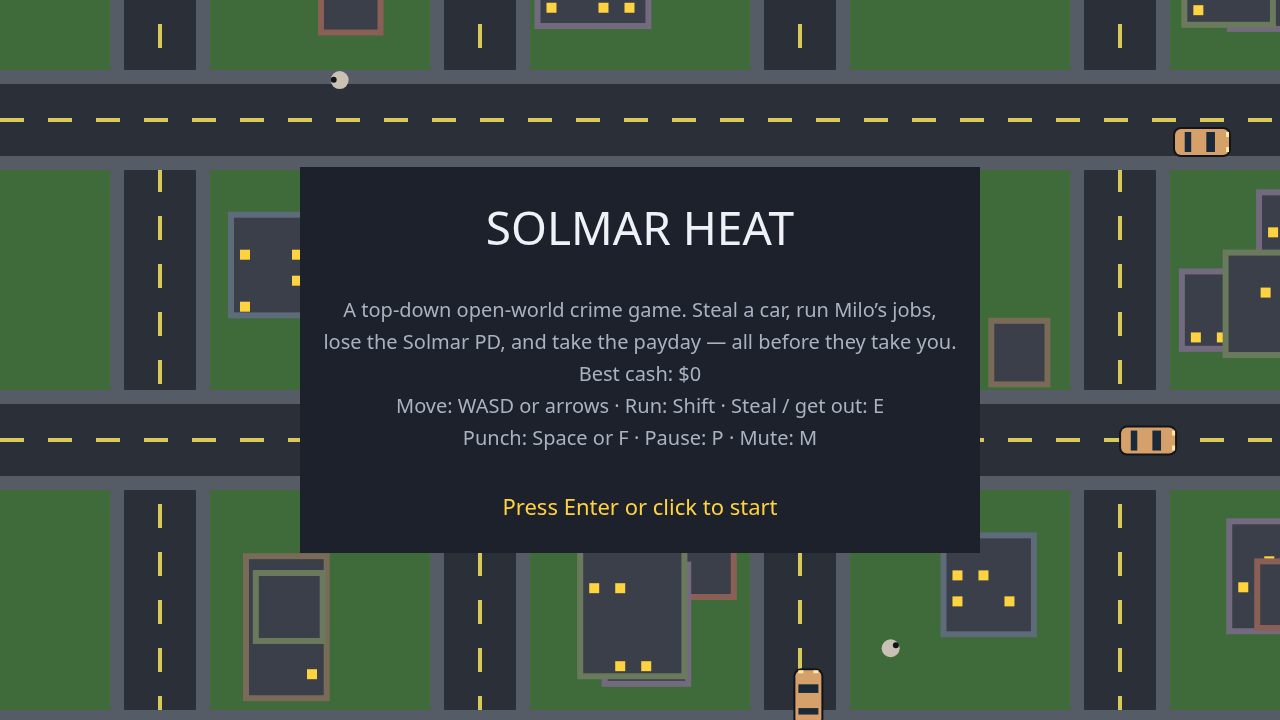 SOLMAR HEAT
A top-down open-world crime game. Steal a car, run Milo’s jobs,
lose the Solmar PD, and take the payday — all before they take you.
Best cash: $0
Move: WASD or arrows · Run: Shift · Steal / get out: E
Punch: Space or F · Pause: P · Mute: M
Press Enter or click to start